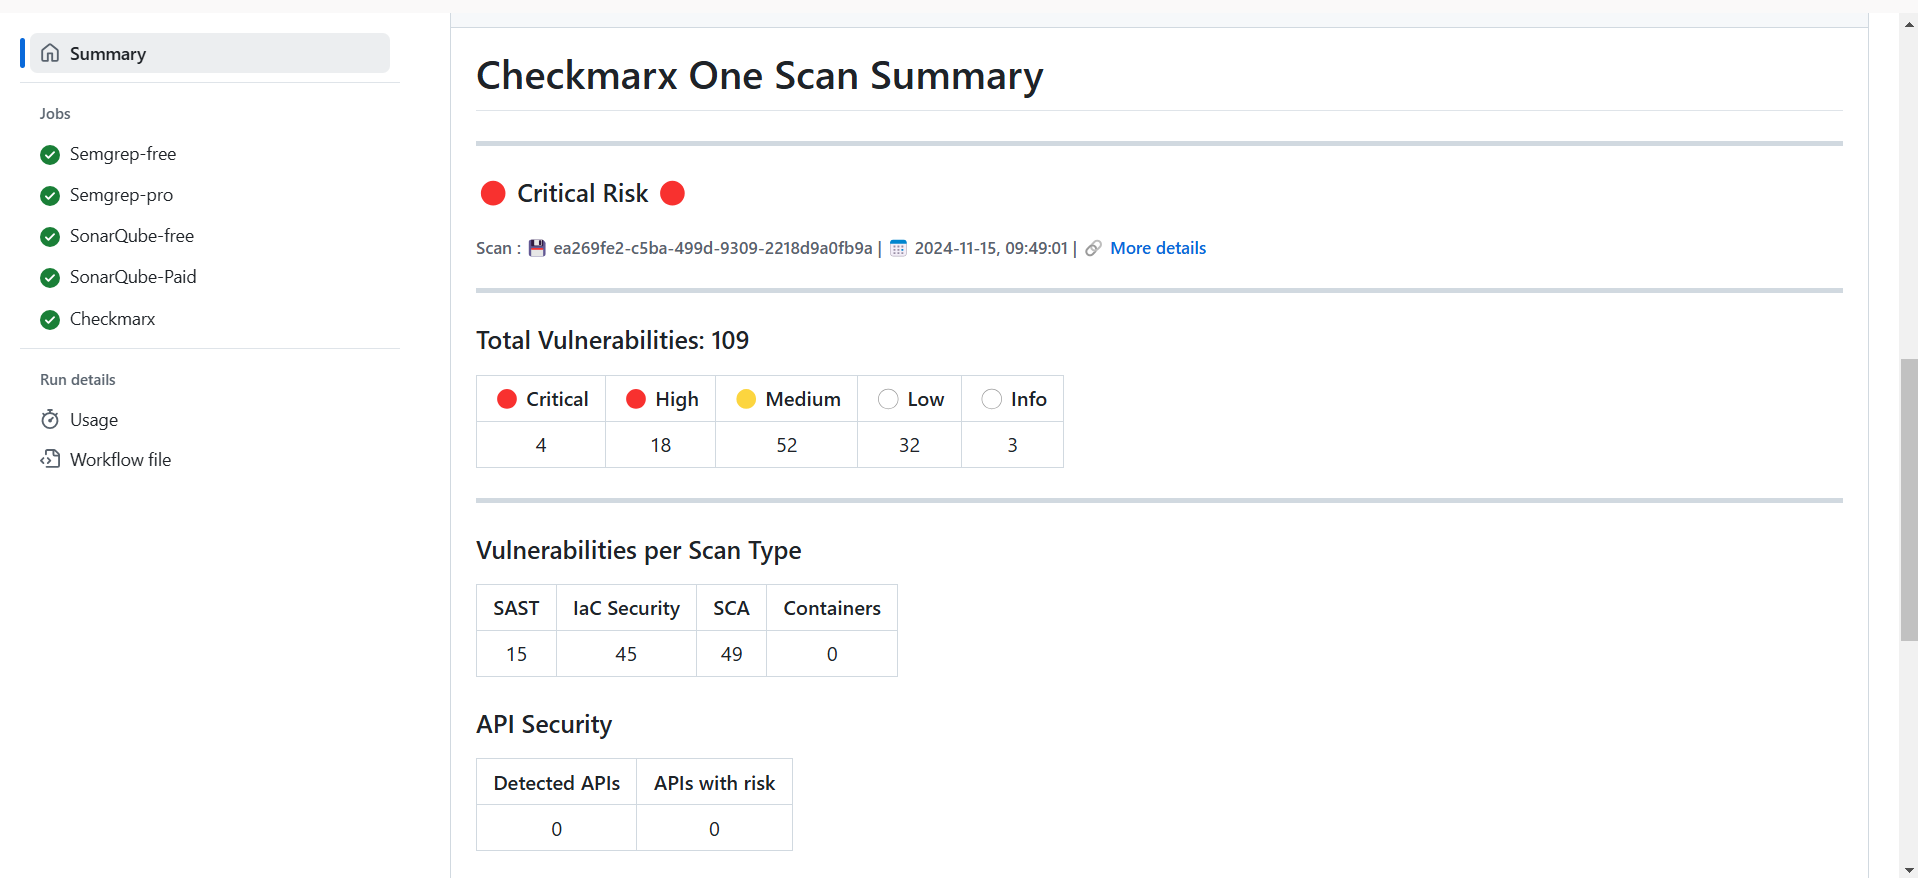 Summary
Jobs
Semgrep-free
Semgrep-pro
SonarQube-free
SonarQube-Paid
Checkmarx
Run details
Usage
Workflow file
Checkmarx One Scan Summary
Critical Risk
Scan : ea269fe2-c5ba-499d-9309-2218d9a0fb9a | 2024-11-15, 09:49:01 | More details
Total Vulnerabilities: 109
Critical High Medium Low Info
4 18 52 32 3
Vulnerabilities per Scan Type
SAST IaC Security SCA Containers
15 45 49 0
API Security
Detected APIs APIs with risk
0 0